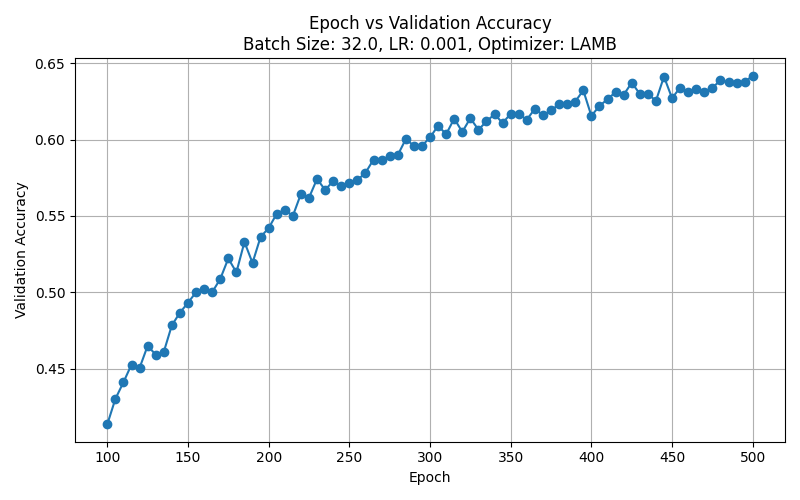 Epoch vs Validation Accuracy
Batch Size: 32.0, LR: 0.001, Optimizer: LAMB
0.65
0.60
0.55
0.50
0.45
Validation Accuracy
100 150 200 250 300 350 400 450 500
Epoch